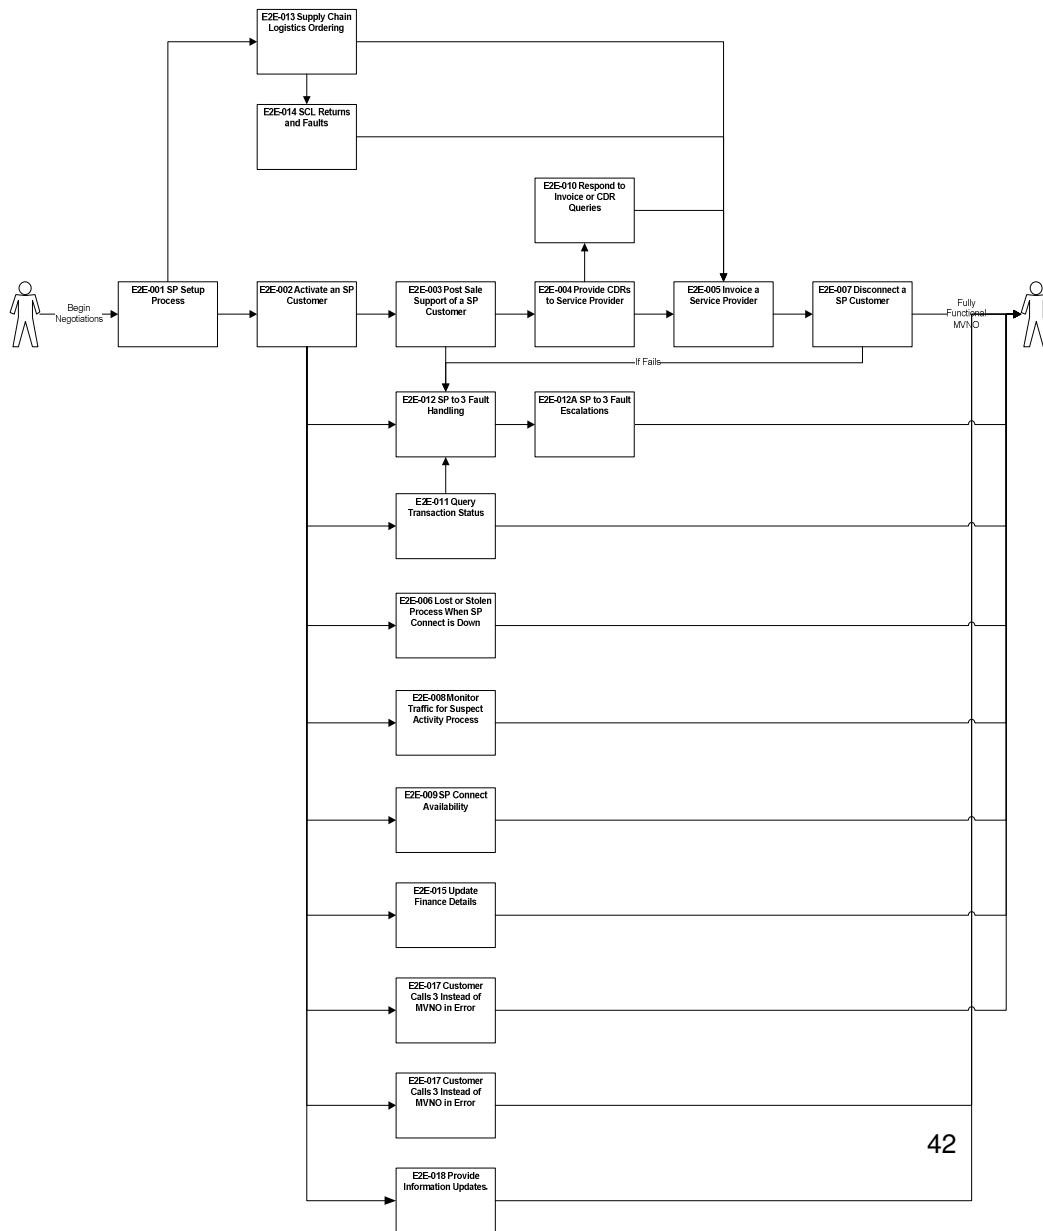 E2E-013 Supply Chain
Logistics Ordering
E2E-014 SCL Returns
and Faults
E2E-010 Respond to
Invoice or CDR
Queries
Begin
Negotiations
E2E-001 SP Setup
Process
E2E-002 Activate an SP
Customer
E2E-003 Post Sale
Support of a SP
Customer
E2E-004 Provide CDRs
to Service Provider
E2E-005 Invoice a
Service Provider
E2E-007 Disconnect a
SP Customer
Fully
Functional
MVNO
If Fails
E2E-012 SP to 3 Fault
Handling
E2E-012A SP to 3 Fault
Escalations
E2E-011 Query
Transaction Status
E2E-006 Lost or Stolen
Process When SP
Connect is Down
E2E-008 Monitor
Traffic for Suspect
Activity Process
E2E-009 SP Connect
Availability
E2E-015 Update
Finance Details
E2E-017 Customer
Calls 3 Instead of
MVNO in Error
E2E-017 Customer
Calls 3 Instead of
MVNO in Error
42
E2E-018 Provide
Information Updates.